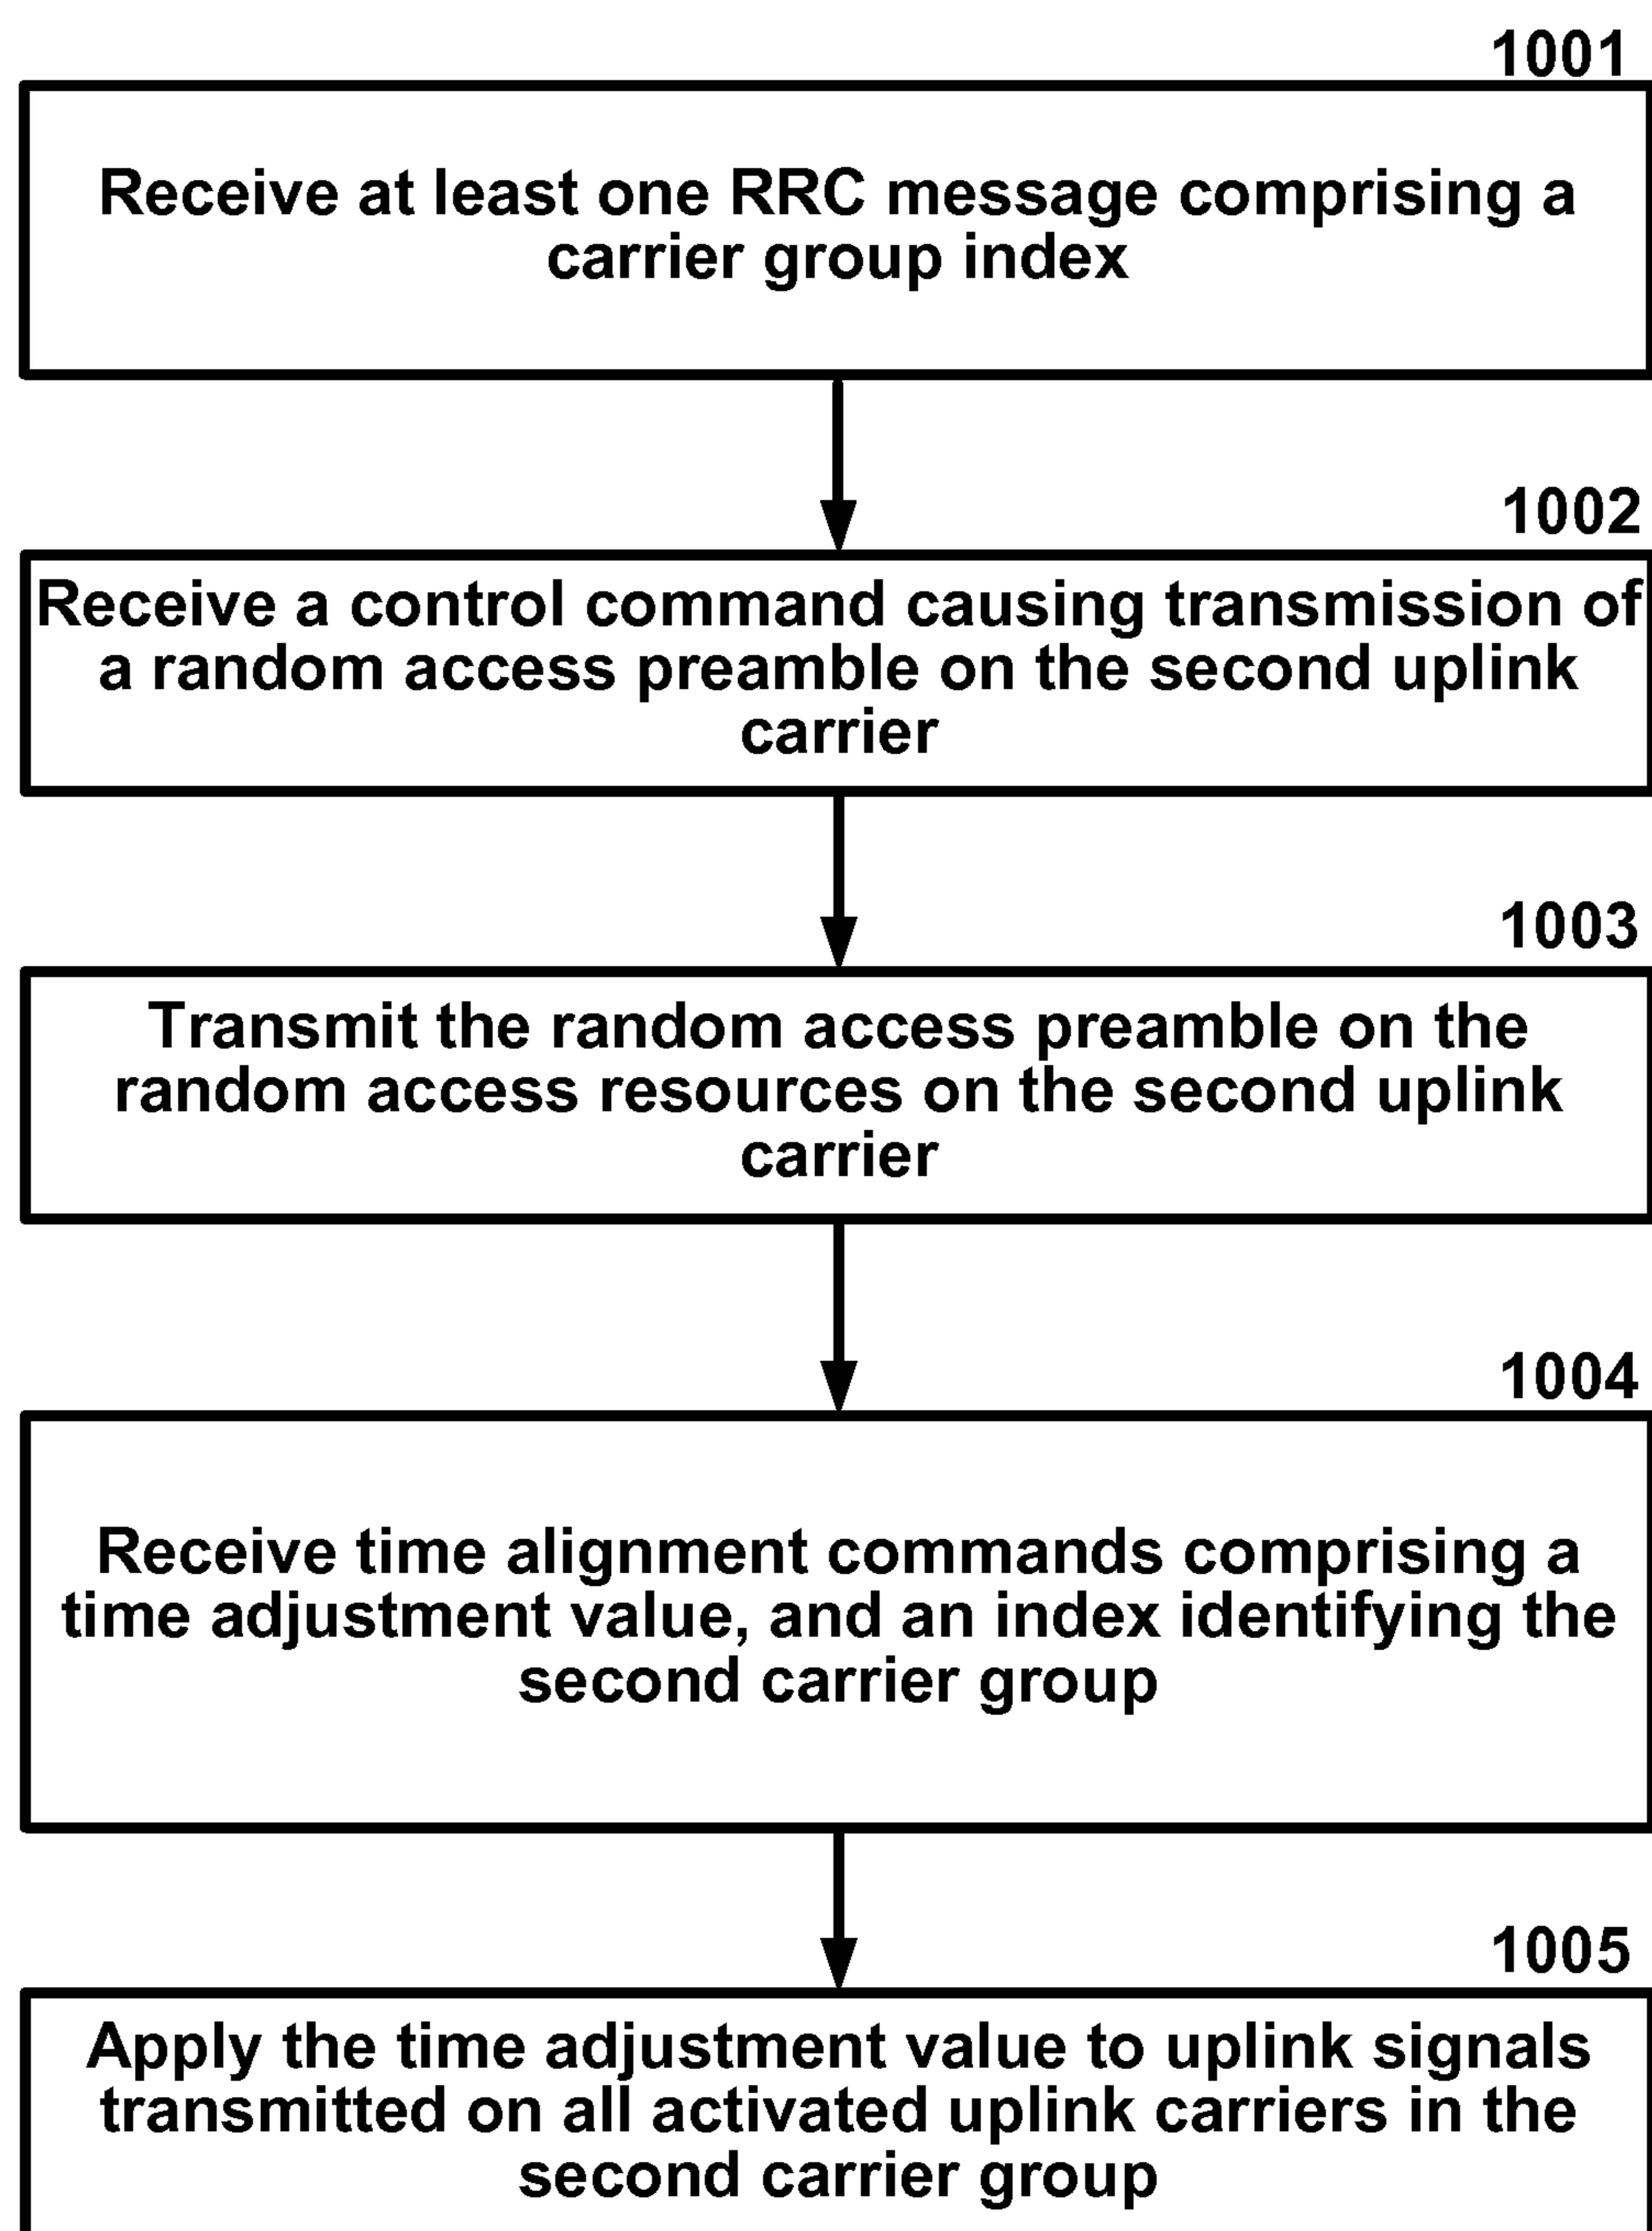 1001
Receive at least one RRC message comprising a
carrier group index
1002
Receive a control command causing transmission of
a random access preamble on the second uplink
carrier
1003
Transmit the random access preamble on the
random access resources on the second uplink
carrier
1004
Receive time alignment commands comprising a
time adjustment value, and an index identifying the
second carrier group
1005
Apply the time adjustment value to uplink signals
transmitted on all activated uplink carriers in the
second carrier group